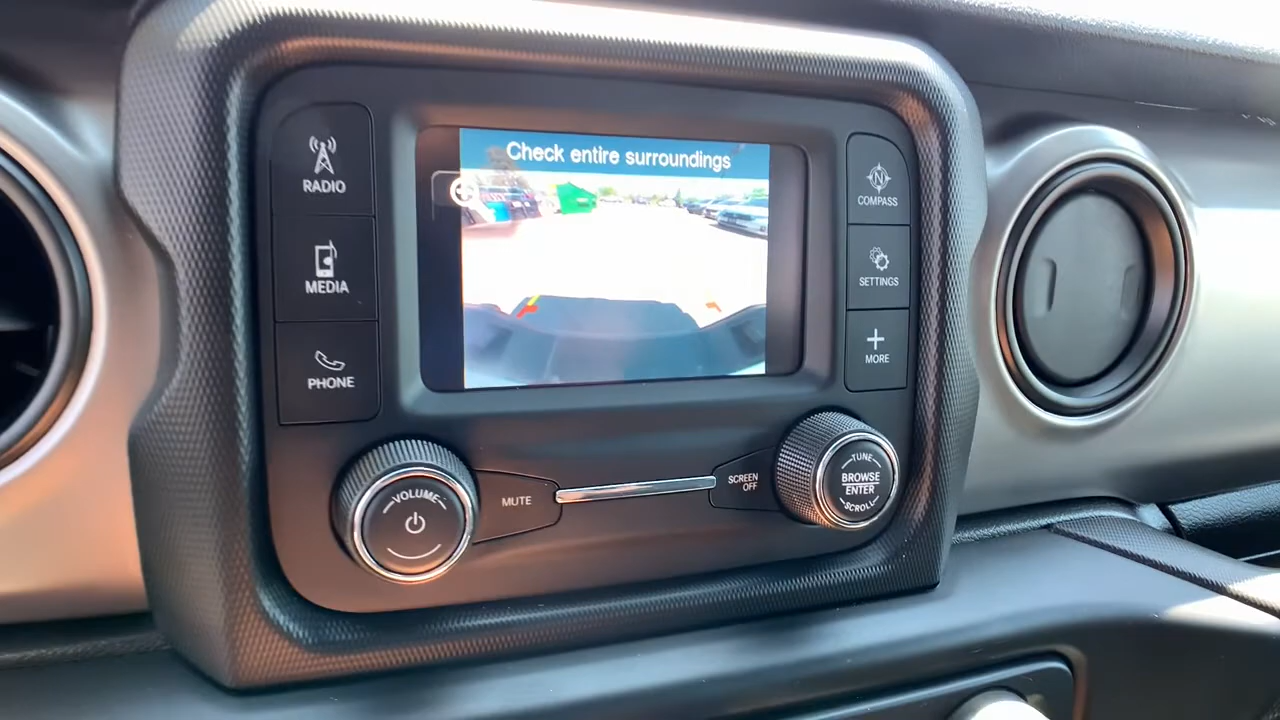 Check entire surroundings
RADIO
MEDIA
PHONE
N
COMPASS
SETTINGS
MORE
VOLUME
MUTE
SCREEN
OFF
TUNE
BROWSE
ENTER
SCROLL